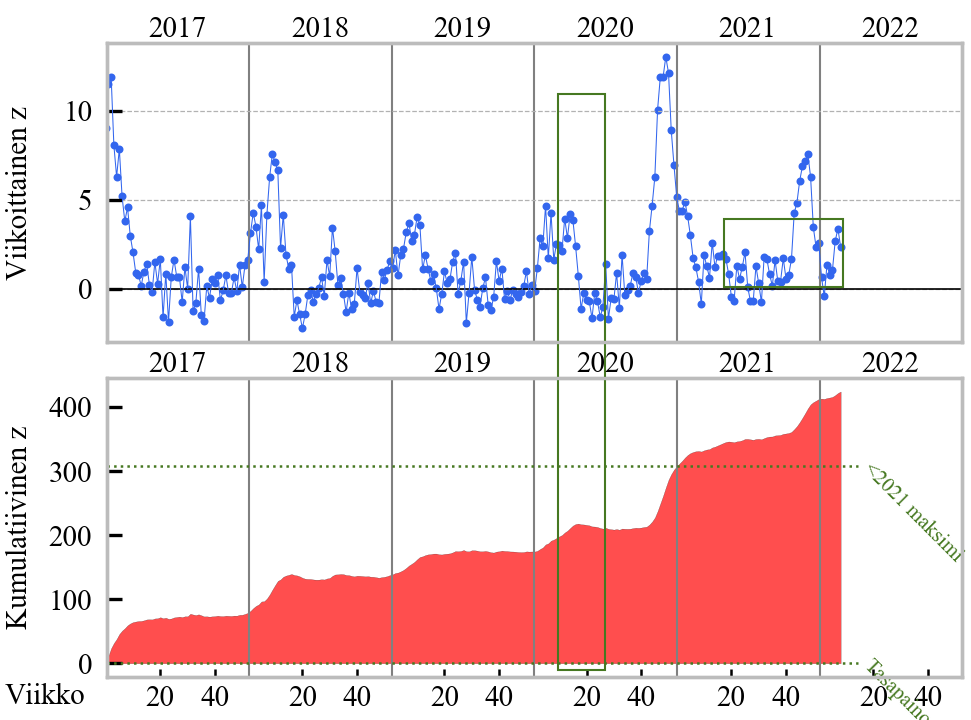 2017 2018 2019 2020 2021 2022
Viikoittainen z
10
5
0
2017 2018 2019 2020 2021 2022
Kumulatiivinen z
400
300
200
100
0
<2021 maksimi
Tasapaino
Viikko 20 40 20 40 20 40 20 40 20 40 20 40